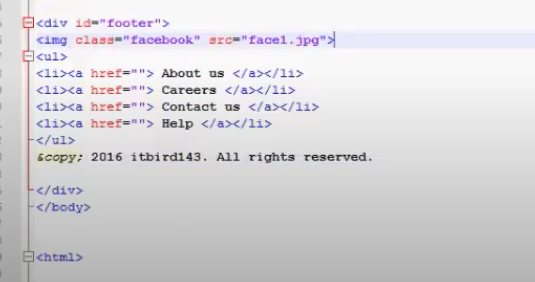 <div id="footer">
<img class="facebook" src="face1.jpg">
<ul>
<li><a href=""> About us </a></li>
<li><a href=""> Careers </a></li>
<li><a href=""> Contact us </a></li>
<li><a href=""> Help </a></li>
</ul>
&copy; 2016 itbird143. All rights reserved.
</div>
</body>
<html>